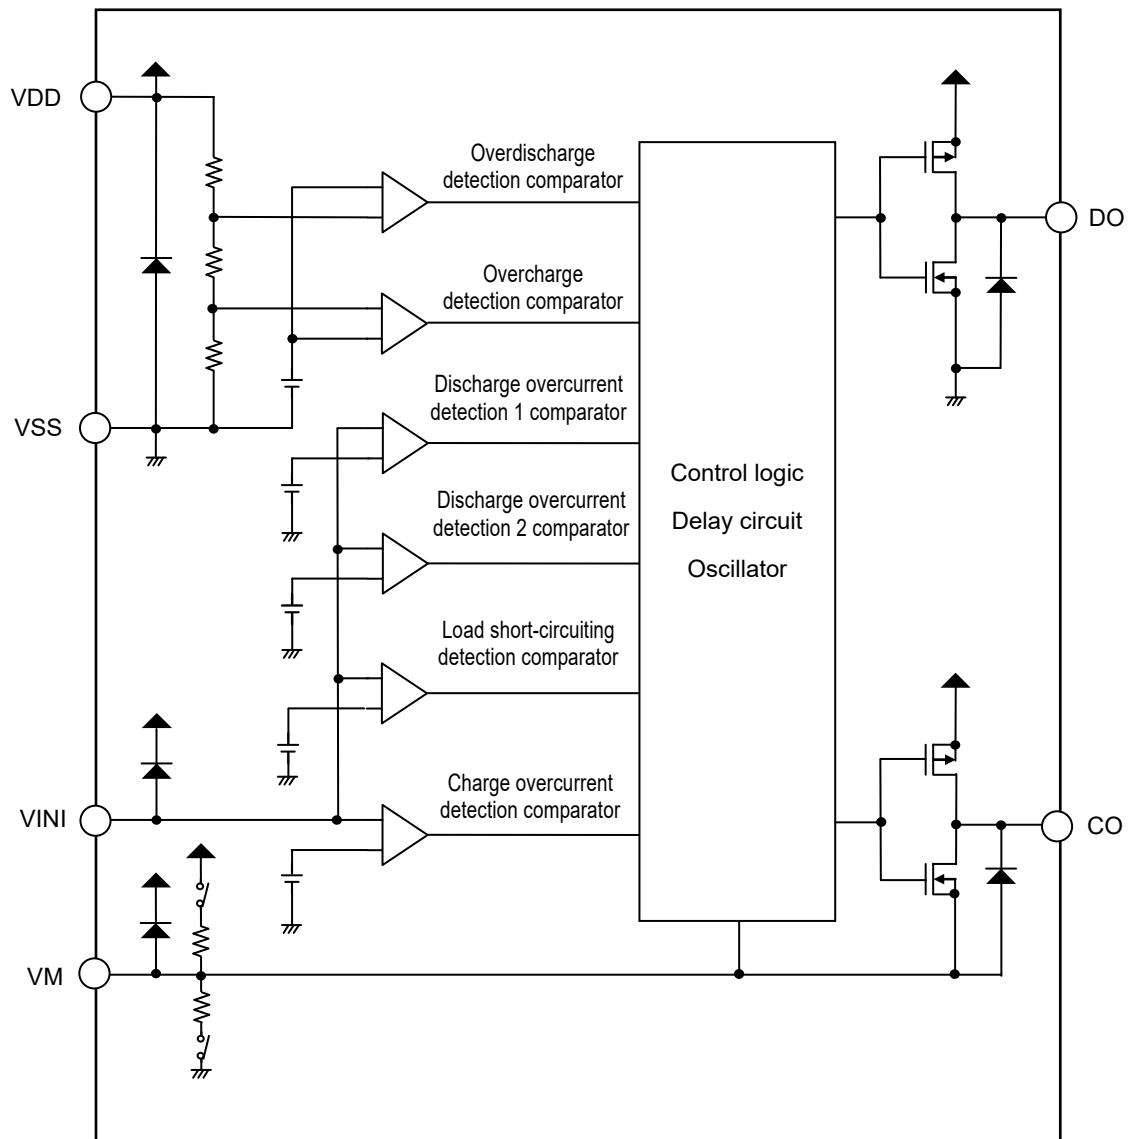 VDD
Overdischarge
detection comparator
DO
Overcharge
detection comparator
Discharge overcurrent
detection 1 comparator
VSS
Control logic
Delay circuit
Oscillator
Discharge overcurrent
detection 2 comparator
Load short-circuiting
detection comparator
Charge overcurrent
detection comparator
VINI
CO
VM